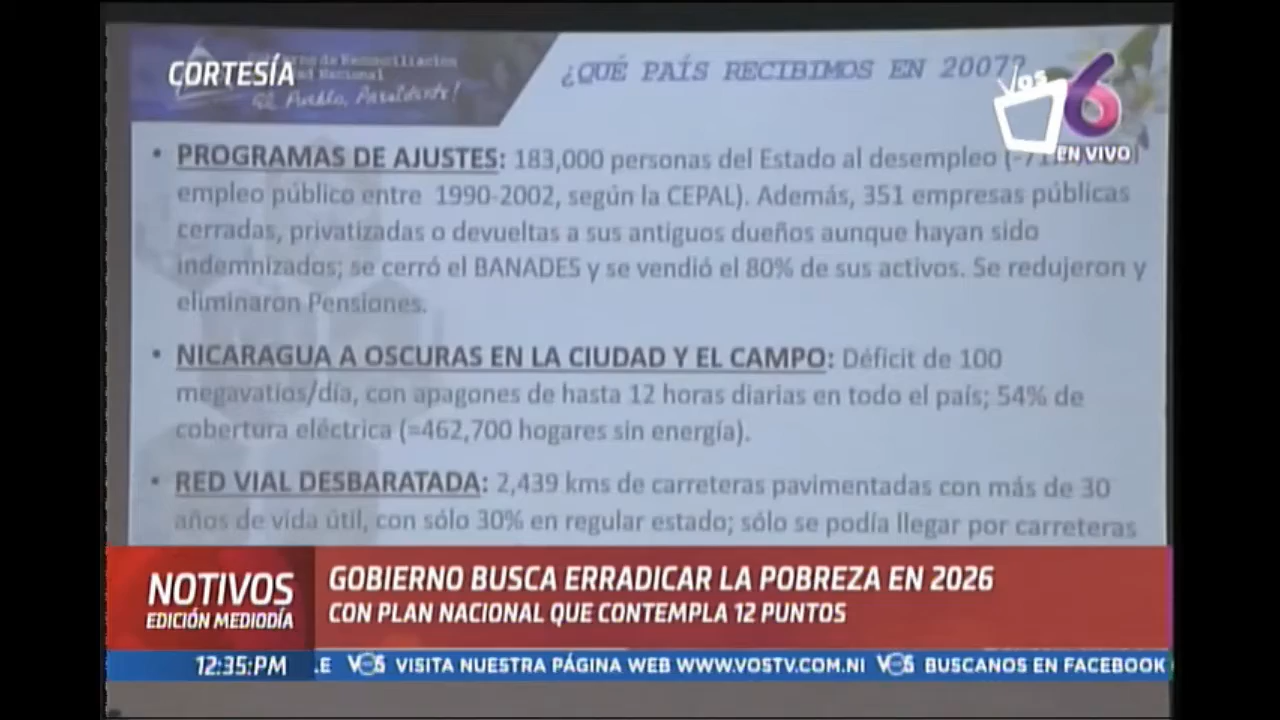 CORTESÍA
de Reconciliación
Nacional
El Pueblo, Presidente!
¿QUÉ PAÍS RECIBIMOS EN 2007?
VOS
6
EN VIVO
• PROGRAMAS DE AJUSTES: 183,000 personas del Estado al desempleo
empleo público entre 1990-2002, según la CEPAL). Además, 351 empresas públicas
cerradas, privatizadas o devueltas a sus antiguos dueños aunque hayan sido
indemnizados; se cerró el BANADES y se vendió el 80% de sus activos. Se redujeron y
eliminaron Pensiones.
• NICARAGUA A OSCURAS EN LA CIUDAD Y EL CAMPO: Déficit de 100
megavatios/día, con apagones de hasta 12 horas diarias en todo el país; 54% de
cobertura eléctrica (=462,700 hogares sin energía).
• RED VIAL DESBARATADA: 2,439 kms de carreteras pavimentadas con más de 30
años de vida útil, con sólo 30% en regular estado; sólo se podía llegar por carreteras
NOTIVOS
EDICIÓN MEDIODÍA
GOBIERNO BUSCA ERRADICAR LA POBREZA EN 2026
CON PLAN NACIONAL QUE CONTEMPLA 12 PUNTOS
12:35:PM
.E VOS VISITA NUESTRA PÁGINA WEB WWW.VOSTV.COM.NI VOS BUSCANOS EN FACEBOOK